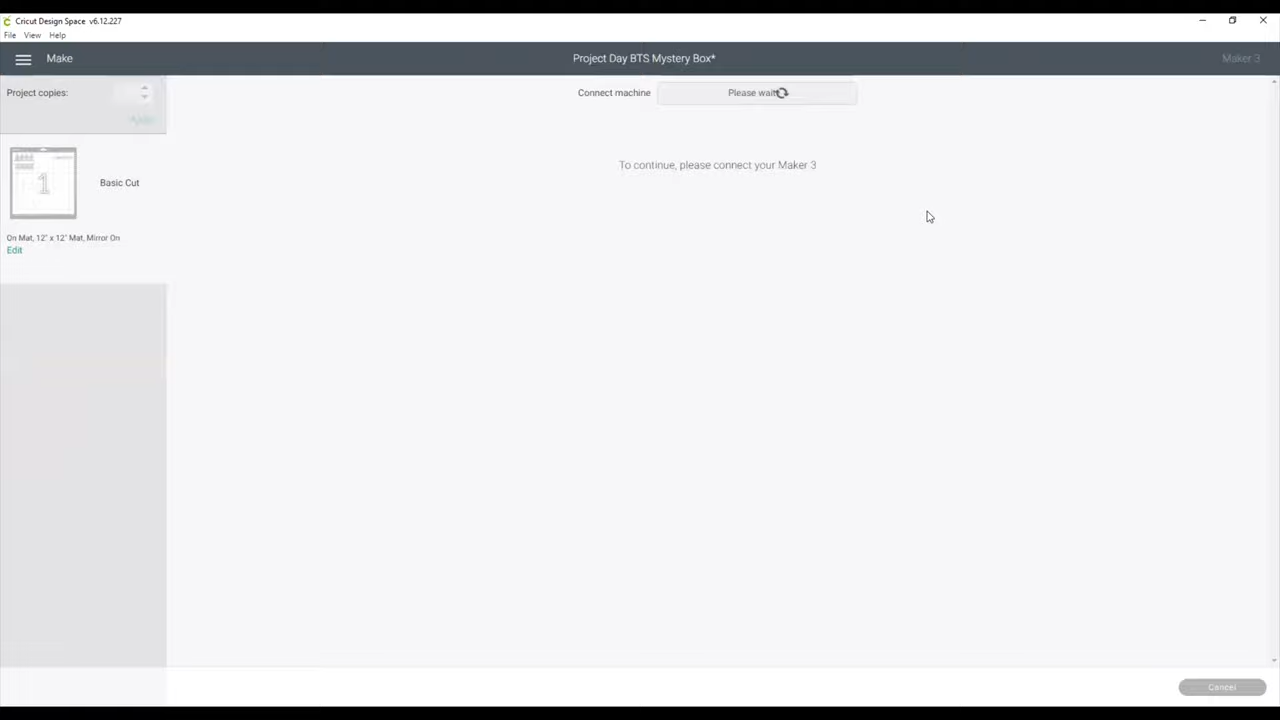 Cricut Design Space v6.12.227
File View Help
Make
Project Day BTS Mystery Box*
Maker 3
Project copies:
Connect machine
Please wait
Apply
To continue, please connect your Maker 3
1
Basic Cut
On Mat, 12" x 12" Mat, Mirror On
Edit
Cancel